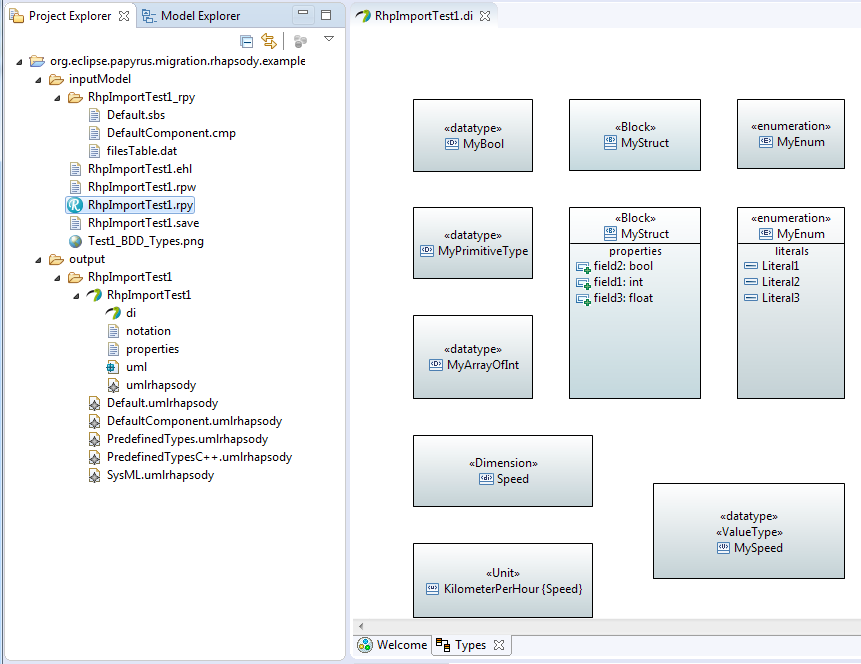 Project Explorer
Model Explorer
org.eclipse.papyrus.migration.rhapsody.example
inputModel
RhpImportTest1_rpy
Default.sbs
DefaultComponent.cmp
filesTable.dat
RhpImportTest1.ehl
RhpImportTest1.rpw
RhpImportTest1.rpy
RhpImportTest1.save
Test1_BDD_Types.png
output
RhpImportTest1
RhpImportTest1
di
notation
properties
uml
umlrhapsody
Default.umlrhapsody
DefaultComponent.umlrhapsody
PredefinedTypes.umlrhapsody
PredefinedTypesC++.umlrhapsody
SysML.umlrhapsody
RhpImportTest1.di
«datatype»
MyBool
«Block»
MyStruct
«enumeration»
MyEnum
«datatype»
MyPrimitiveType
«Block»
MyStruct
properties
field2: bool
field1: int
field3: float
«enumeration»
MyEnum
literals
Literal1
Literal2
Literal3
«datatype»
MyArrayOfInt
«Dimension»
Speed
«datatype»
«ValueType»
MySpeed
«Unit»
KilometerPerHour {Speed}
Welcome
Types